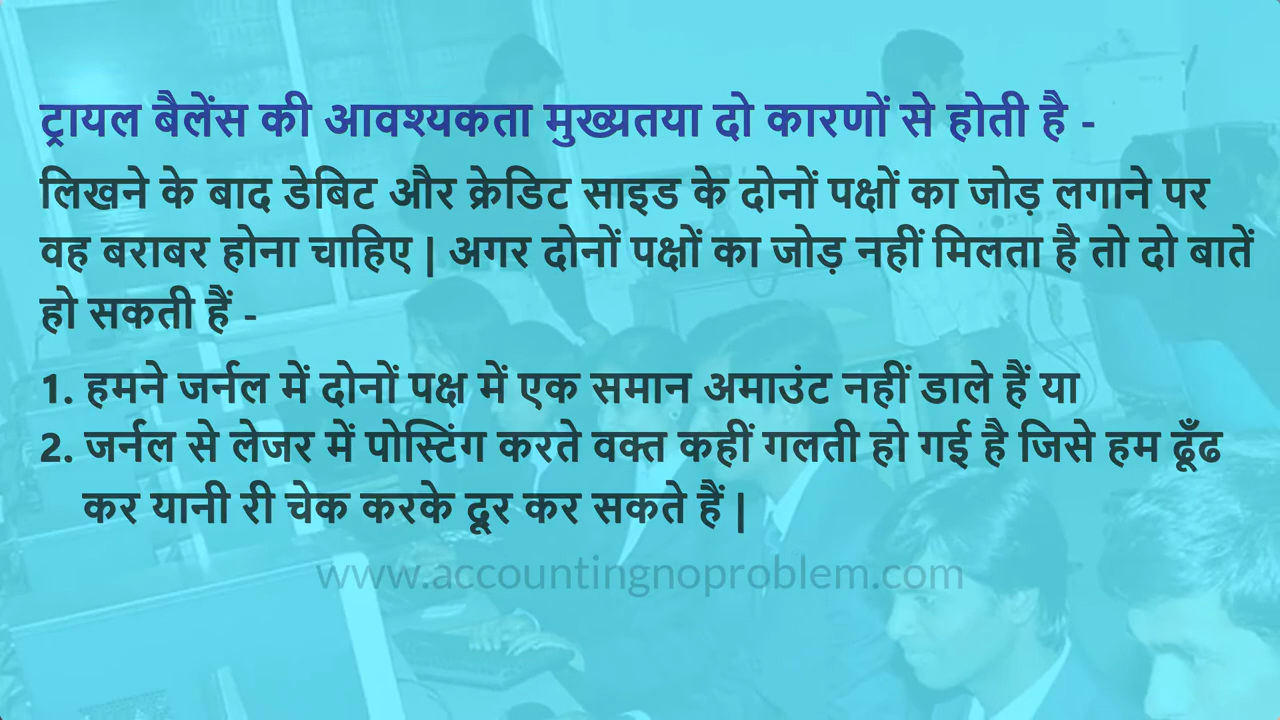 ट्रायल बैलेंस की आवश्यकता मुख्यतया दो कारणों से होती है -
लिखने के बाद डेबिट और क्रेडिट साइड के दोनों पक्षों का जोड़ लगाने पर
वह बराबर होना चाहिए | अगर दोनों पक्षों का जोड़ नहीं मिलता है तो दो बातें
हो सकती हैं -
1. हमने जर्नल में दोनों पक्ष में एक समान अमाउंट नहीं डाले हैं या
2. जर्नल से लेजर में पोस्टिंग करते वक्त कहीं गलती हो गई है जिसे हम ढूँढ
कर यानी री चेक करके दूर कर सकते हैं |
www.accountingnoproblem.com